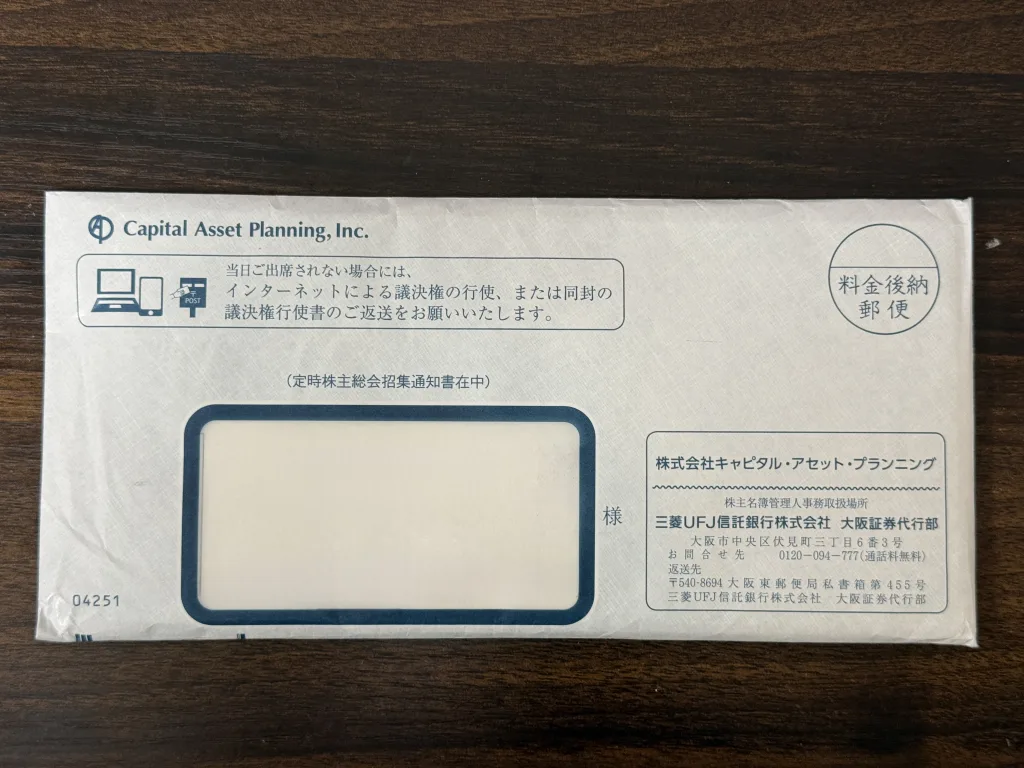 Capital Asset Planning, Inc.
当日ご出席されない場合には、
インターネットによる議決権の行使、または同封の
議決権行使書のご返送をお願いいたします。
POST
料金後納
郵便
(定時株主総会招集通知書在中)
様
株式会社キャピタル・アセット・プランニング
株主名簿管理人事務取扱場所
三菱UFJ信託銀行株式会社 大阪証券代行部
大阪市中央区伏見町三丁目6番3号
お問合せ先 0120-094-777(通話料無料)
返送先
〒540-8694 大阪東郵便局私書箱第455号
三菱UFJ信託銀行株式会社 大阪証券代行部
04251